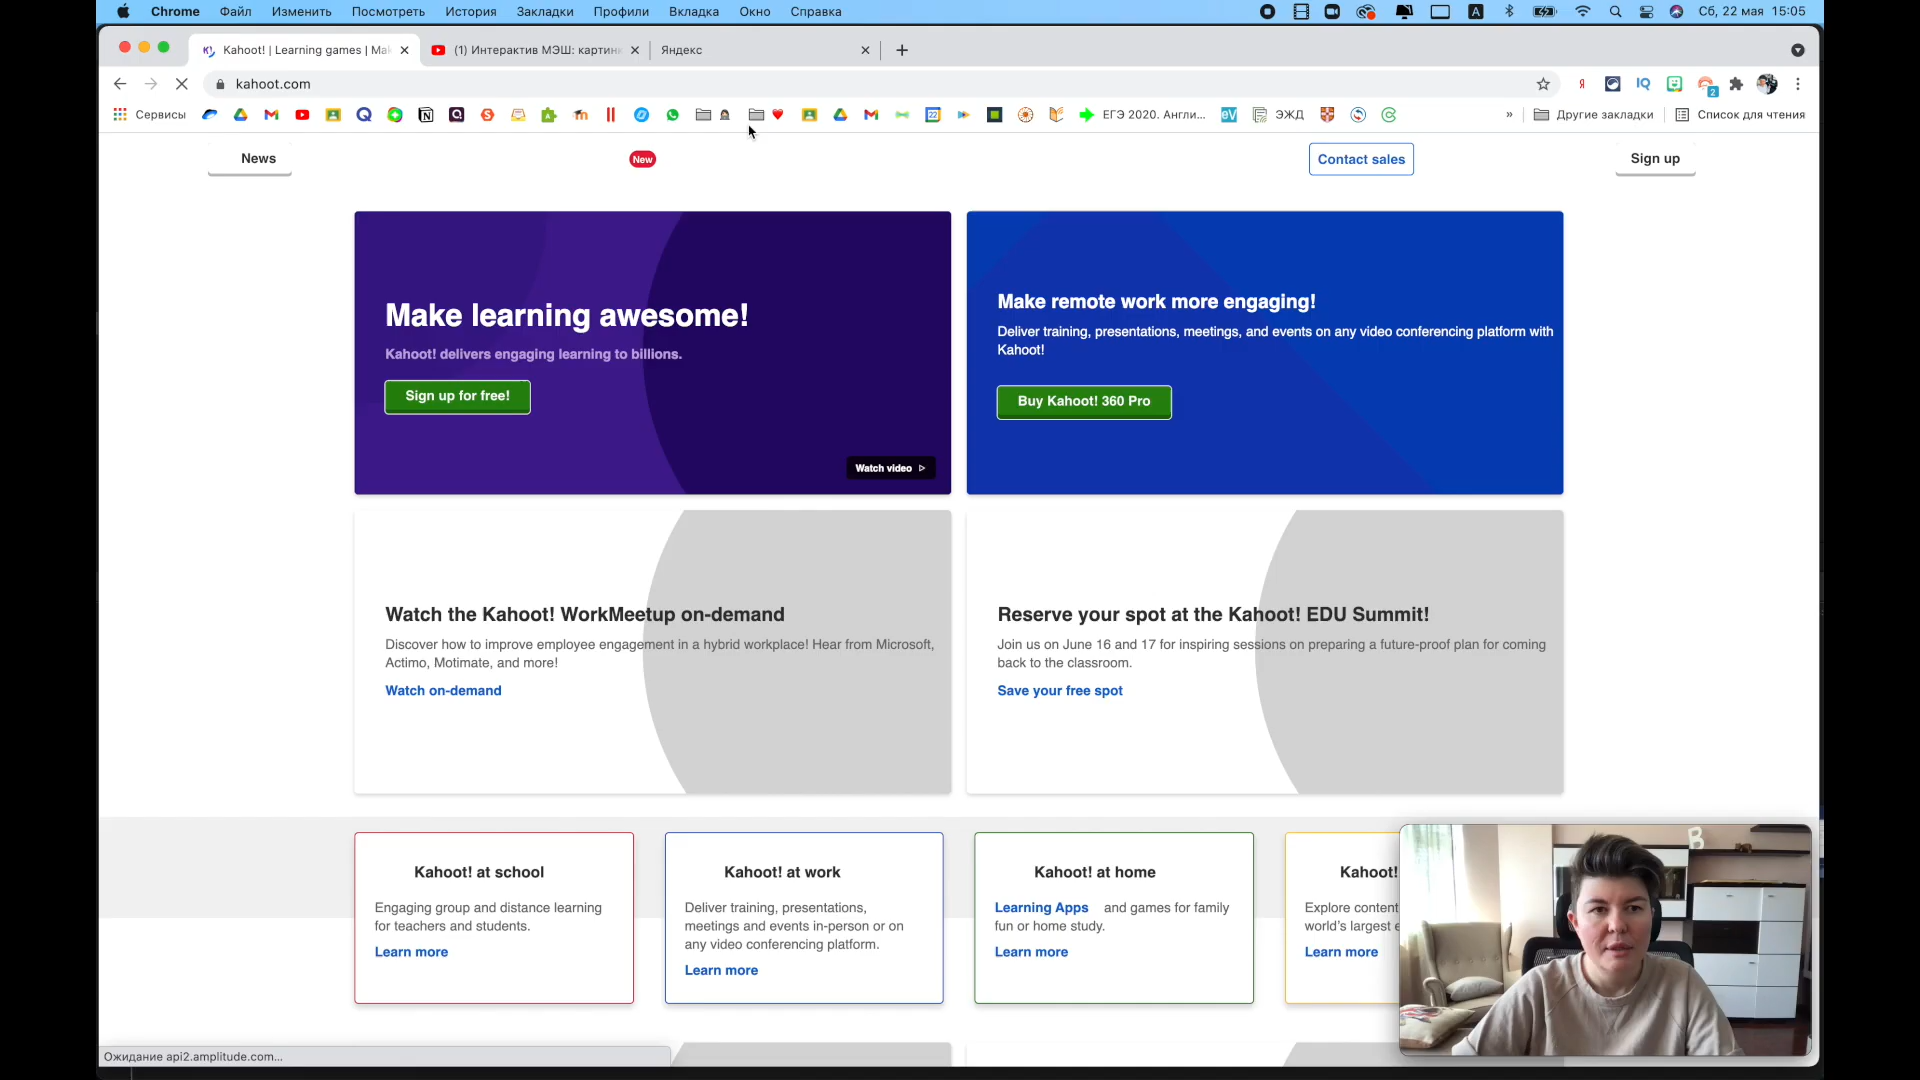 Chrome Файл Изменить Посмотреть История Закладки Профили Вкладка Окно Справка A Сб, 22 мая 15:05
K! Kahoot! | Learning games | Ma (1) Интерактив МЭШ: картин Яндекс
kahoot.com Я IQ 2
Сервисы 22 ЕГЭ 2020. Англи... eV ЭЖД » Другие закладки Список для чтения
News New Contact sales Sign up
Make learning awesome!
Kahoot! delivers engaging learning to billions.
Sign up for free!
Watch video
Make remote work more engaging!
Deliver training, presentations, meetings, and events on any video conferencing platform with
Kahoot!
Buy Kahoot! 360 Pro
Watch the Kahoot! WorkMeetup on-demand
Discover how to improve employee engagement in a hybrid workplace! Hear from Microsoft,
Actimo, Motimate, and more!
Watch on-demand
Reserve your spot at the Kahoot! EDU Summit!
Join us on June 16 and 17 for inspiring sessions on preparing a future-proof plan for coming
back to the classroom.
Save your free spot
Kahoot! at school
Engaging group and distance learning
for teachers and students.
Learn more
Kahoot! at work
Deliver training, presentations,
meetings and events in-person or on
any video conferencing platform.
Learn more
Kahoot! at home
Learning Apps and games for family
fun or home study.
Learn more
Kahoot!
Explore content
world's largest e
Learn more
B
Ожидание api2.amplitude.com...